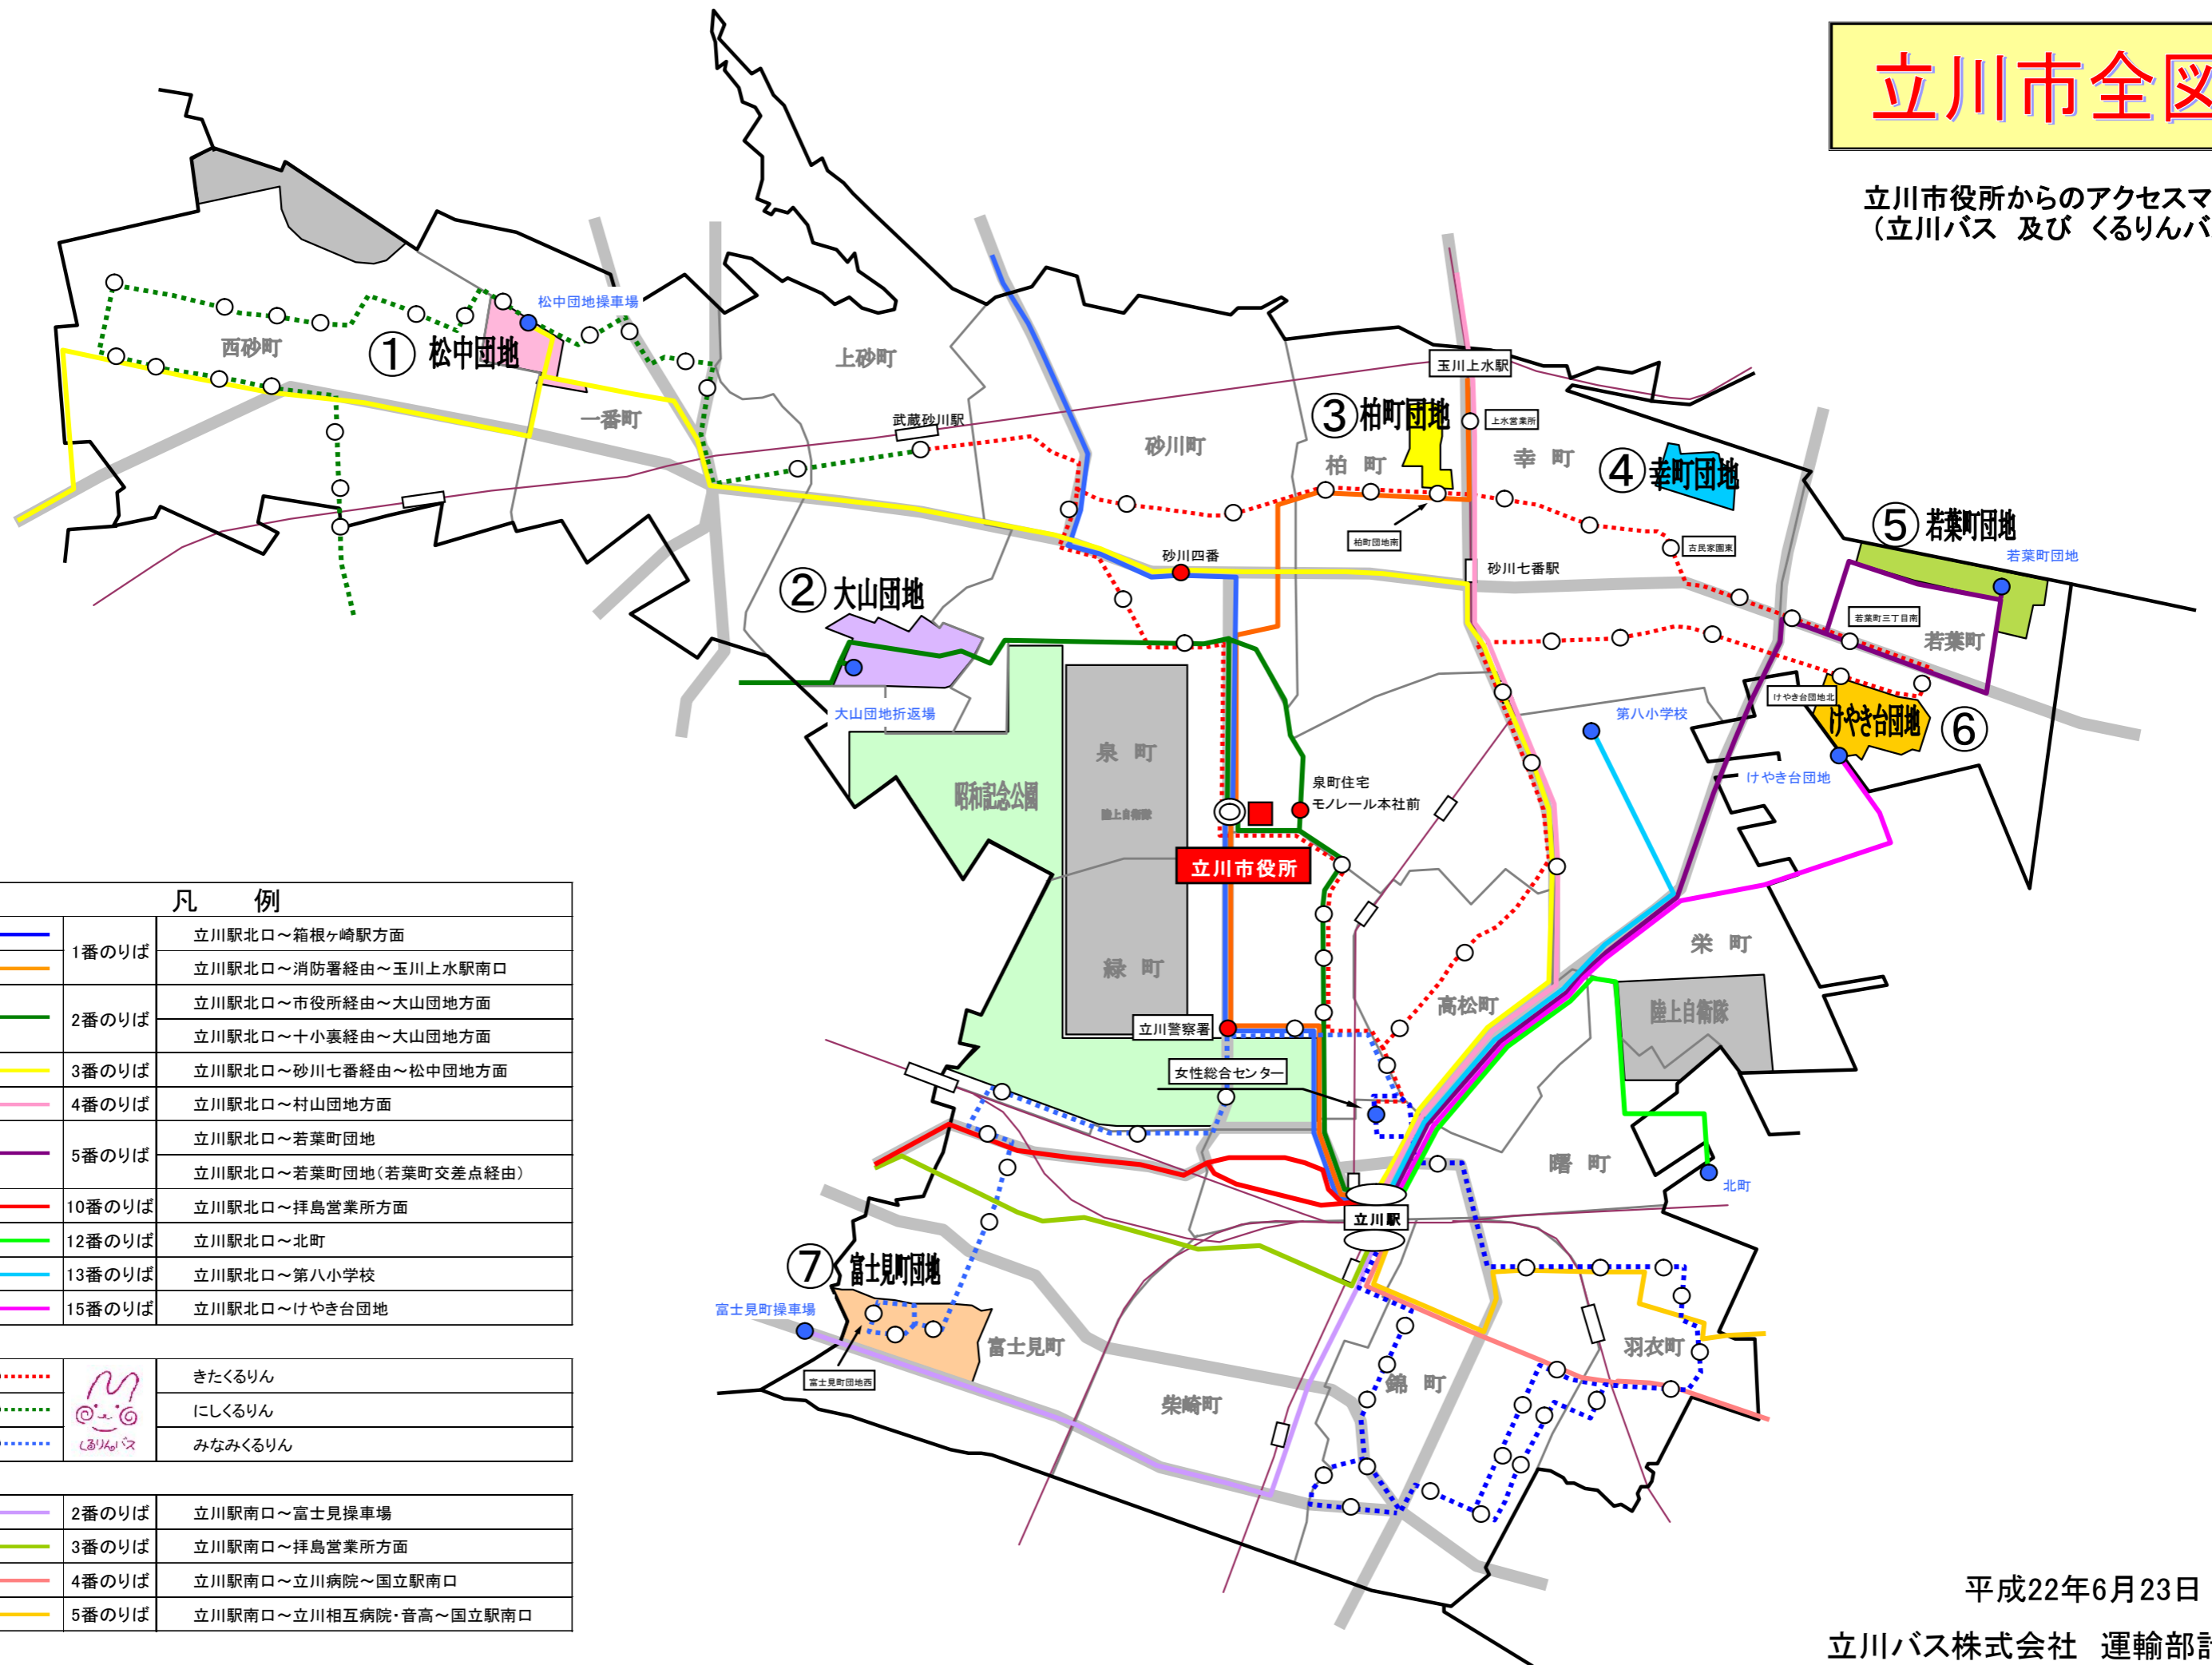 立川市全図
立川市役所からのアクセスマ
（立川バス 及び くるりんバ
松中団地操車場
西砂町
① 松中団地
一番町
上砂町
武蔵砂川駅
砂川町
玉川上水駅
③柏町団地
上水営業所
柏 町
幸 町
④幸町団地
柏町団地南
古民家園東
⑤若葉町団地
若葉町団地
砂川四番
砂川七番駅
②大山団地
若葉町三丁目南
若葉町
けやき台団地北
けやき台団地 ⑥
大山団地折返場
第八小学校
けやき台団地
泉 町
陸上自衛隊
昭和記念公園
泉町住宅
モノレール本社前
立川市役所
緑 町
栄 町
高松町
陸上自衛隊
立川警察署
女性総合センター
曙 町
北町
立川駅
⑦富士見町団地
富士見町操車場
富士見町
富士見町団地西
羽衣町
錦 町
柴崎町
凡 例
1番のりば
立川駅北口～箱根ヶ崎駅方面
立川駅北口～消防署経由～玉川上水駅南口
2番のりば
立川駅北口～市役所経由～大山団地方面
立川駅北口～十小裏経由～大山団地方面
3番のりば 立川駅北口～砂川七番経由～松中団地方面
4番のりば 立川駅北口～村山団地方面
5番のりば
立川駅北口～若葉町団地
立川駅北口～若葉町団地（若葉町交差点経由）
10番のりば 立川駅北口～拝島営業所方面
12番のりば 立川駅北口～北町
13番のりば 立川駅北口～第八小学校
15番のりば 立川駅北口～けやき台団地
きたくるりん
にしくるりん
みなみくるりん
くるりんバス
2番のりば 立川駅南口～富士見操車場
3番のりば 立川駅南口～拝島営業所方面
4番のりば 立川駅南口～立川病院～国立駅南口
5番のりば 立川駅南口～立川相互病院・音高～国立駅南口
平成22年6月23日
立川バス株式会社 運輸部計